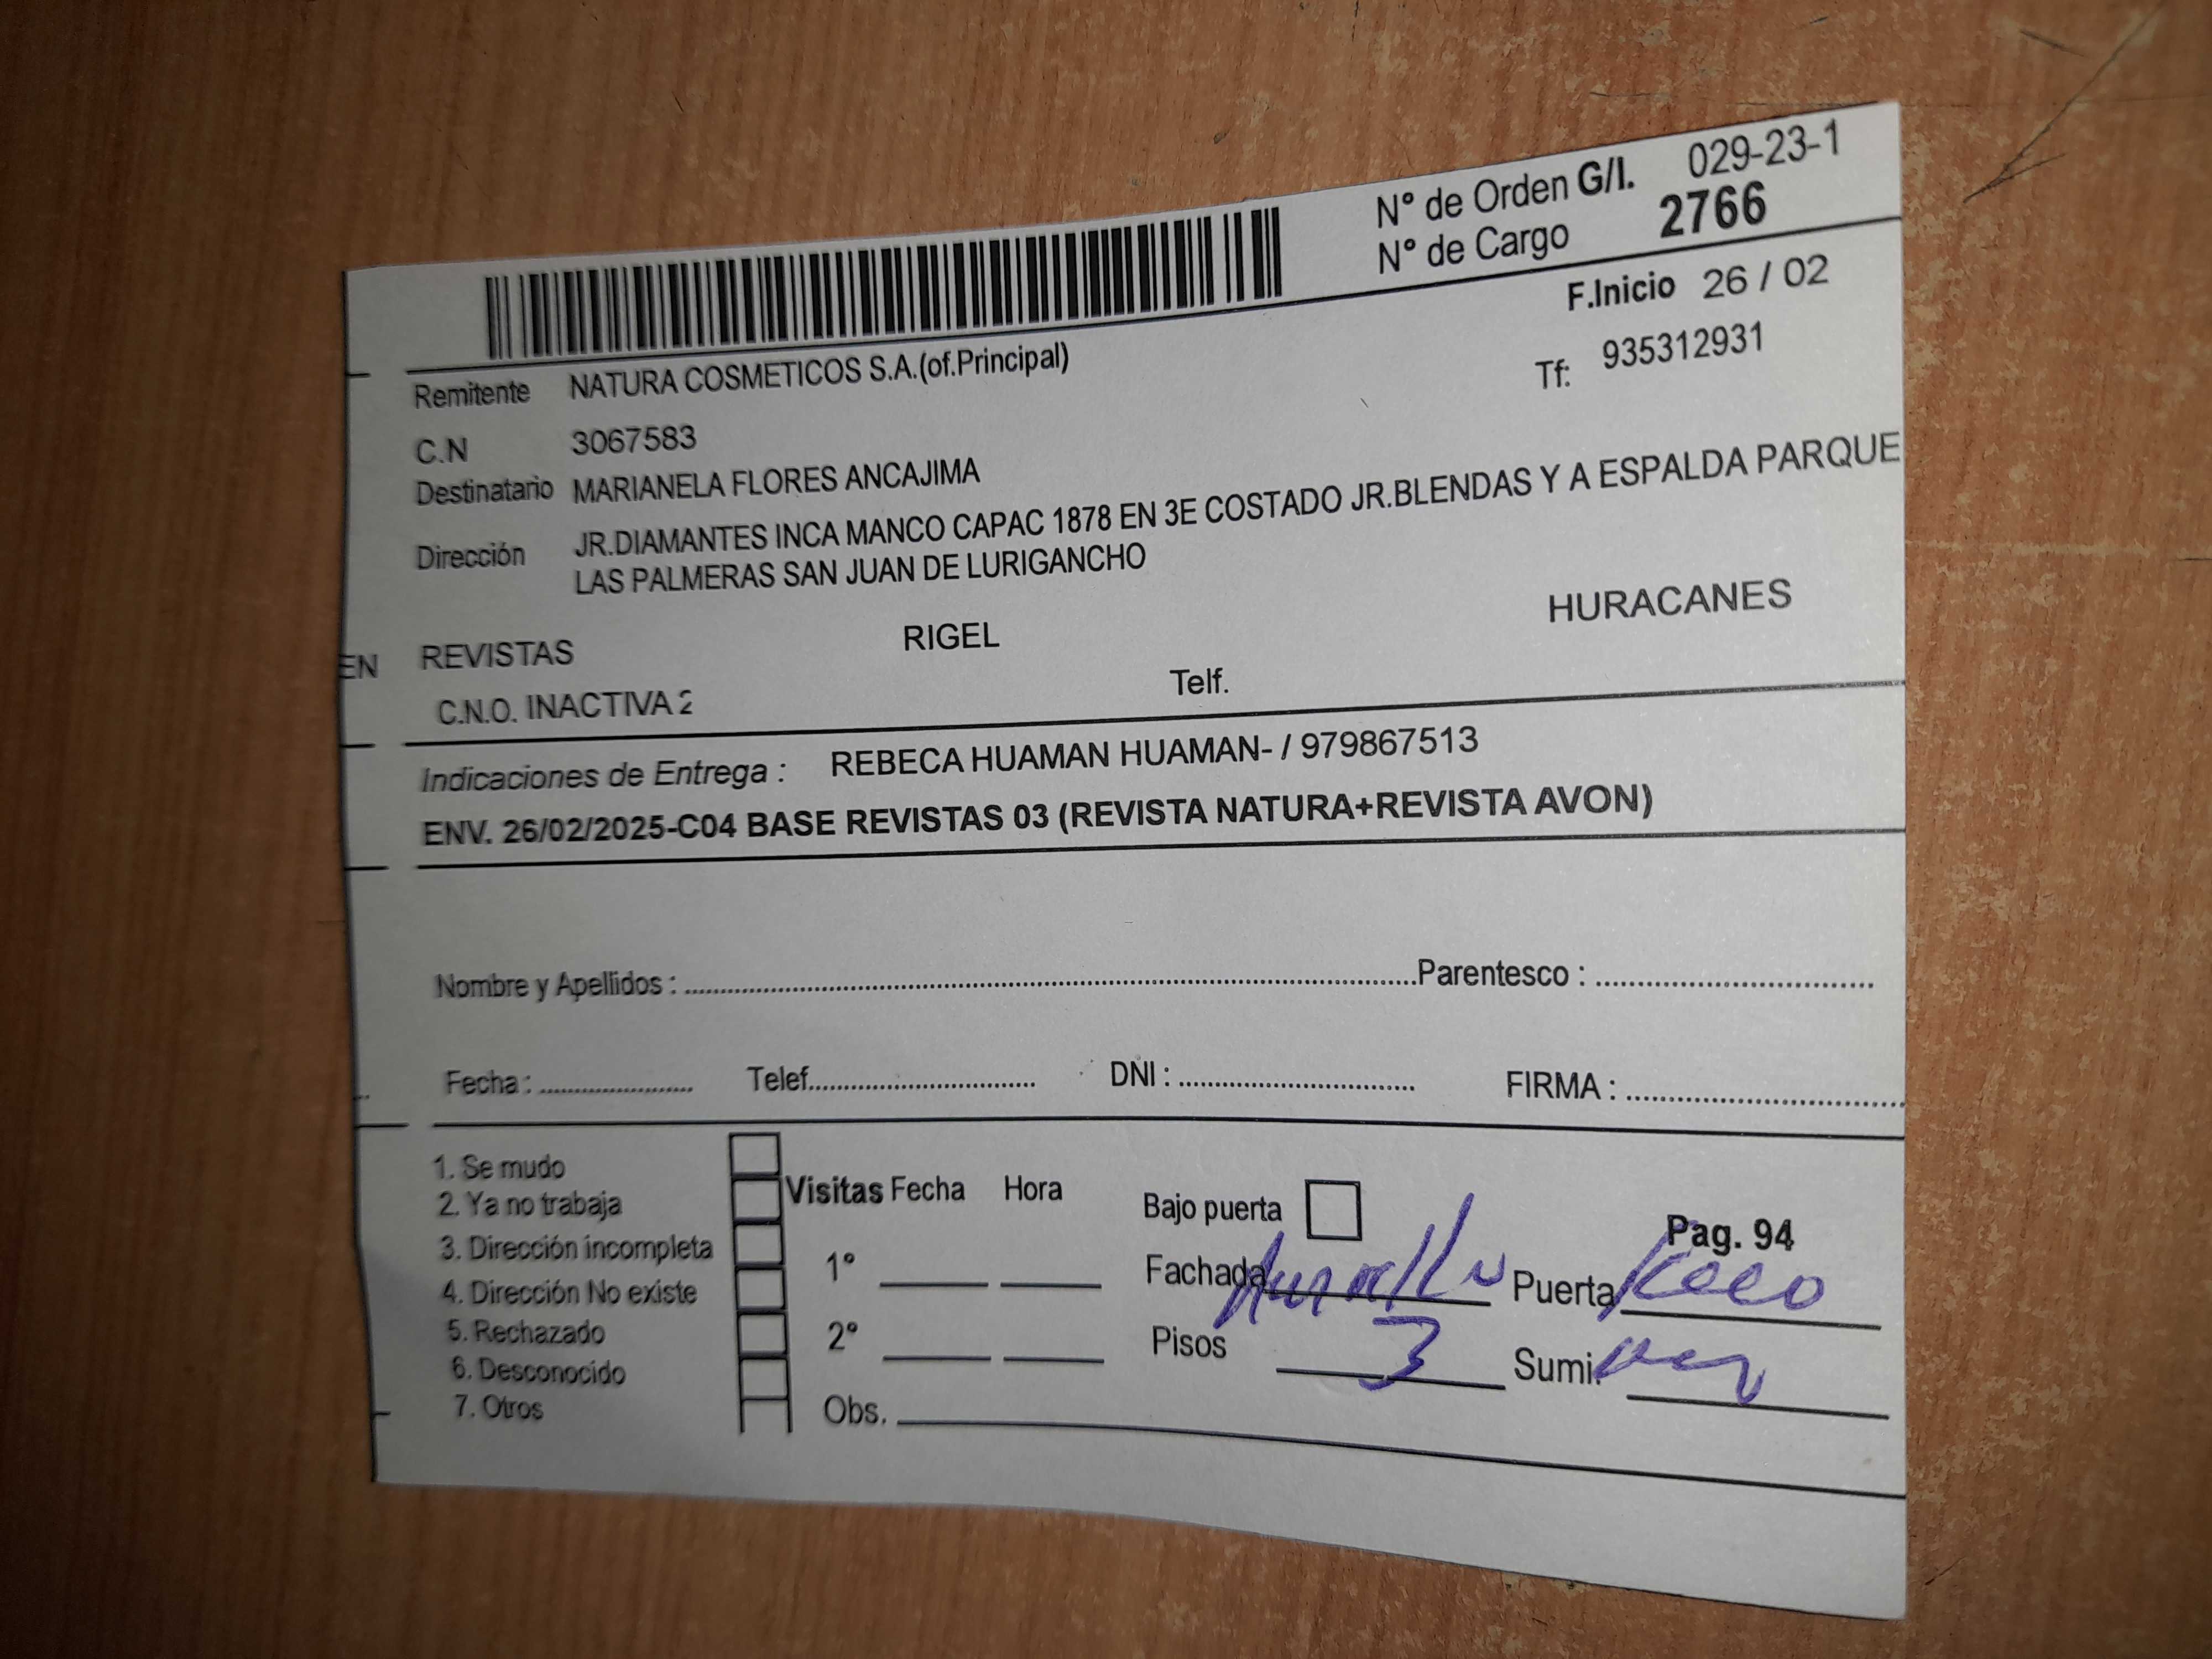 N° de Orden G/I. 029-23-1
N° de Cargo 2766
F.Inicio 26 / 02
Remitente NATURA COSMETICOS S.A.(of.Principal) Tf: 935312931
C.N 3067583
Destinatario MARIANELA FLORES ANCAJIMA
Dirección JR.DIAMANTES INCA MANCO CAPAC 1878 EN 3E COSTADO JR.BLENDAS Y A ESPALDA PARQUE
LAS PALMERAS SAN JUAN DE LURIGANCHO
EN REVISTAS RIGEL HURACANES
C.N.O. INACTIVA 2 Telf.
Indicaciones de Entrega : REBECA HUAMAN HUAMAN- / 979867513
ENV. 26/02/2025-C04 BASE REVISTAS 03 (REVISTA NATURA+REVISTA AVON)
Nombre y Apellidos : Parentesco :
Fecha : Telef. DNI : FIRMA :
1. Se mudo
2. Ya no trabaja
3. Dirección incompleta
4. Dirección No existe
5. Rechazado
6. Desconocido
7. Otros
Visitas Fecha Hora
1°
2°
Obs.
Bajo puerta Pag. 94
Fachada Puerta
Pisos 3 Sumi.